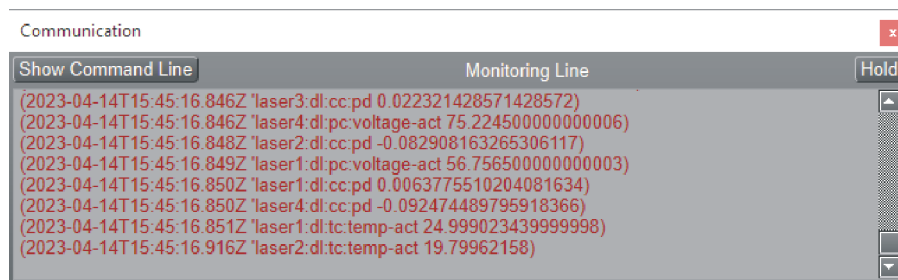 Communication
x
Show Command Line
Monitoring Line
Hold
(2023-04-14T15:45:16.846Z 'laser3:dl:cc:pd 0.022321428571428572)
(2023-04-14T15:45:16.846Z 'laser4:dl:pc:voltage-act 75.224500000000006)
(2023-04-14T15:45:16.848Z 'laser2:dl:cc:pd -0.082908163265306117)
(2023-04-14T15:45:16.849Z 'laser1:dl:pc:voltage-act 56.756500000000003)
(2023-04-14T15:45:16.850Z 'laser1:dl:cc:pd 0.0063775510204081634)
(2023-04-14T15:45:16.850Z 'laser4:dl:cc:pd -0.092474489795918366)
(2023-04-14T15:45:16.851Z 'laser1:dl:tc:temp-act 24.999023439999998)
(2023-04-14T15:45:16.916Z 'laser2:dl:tc:temp-act 19.79962158)